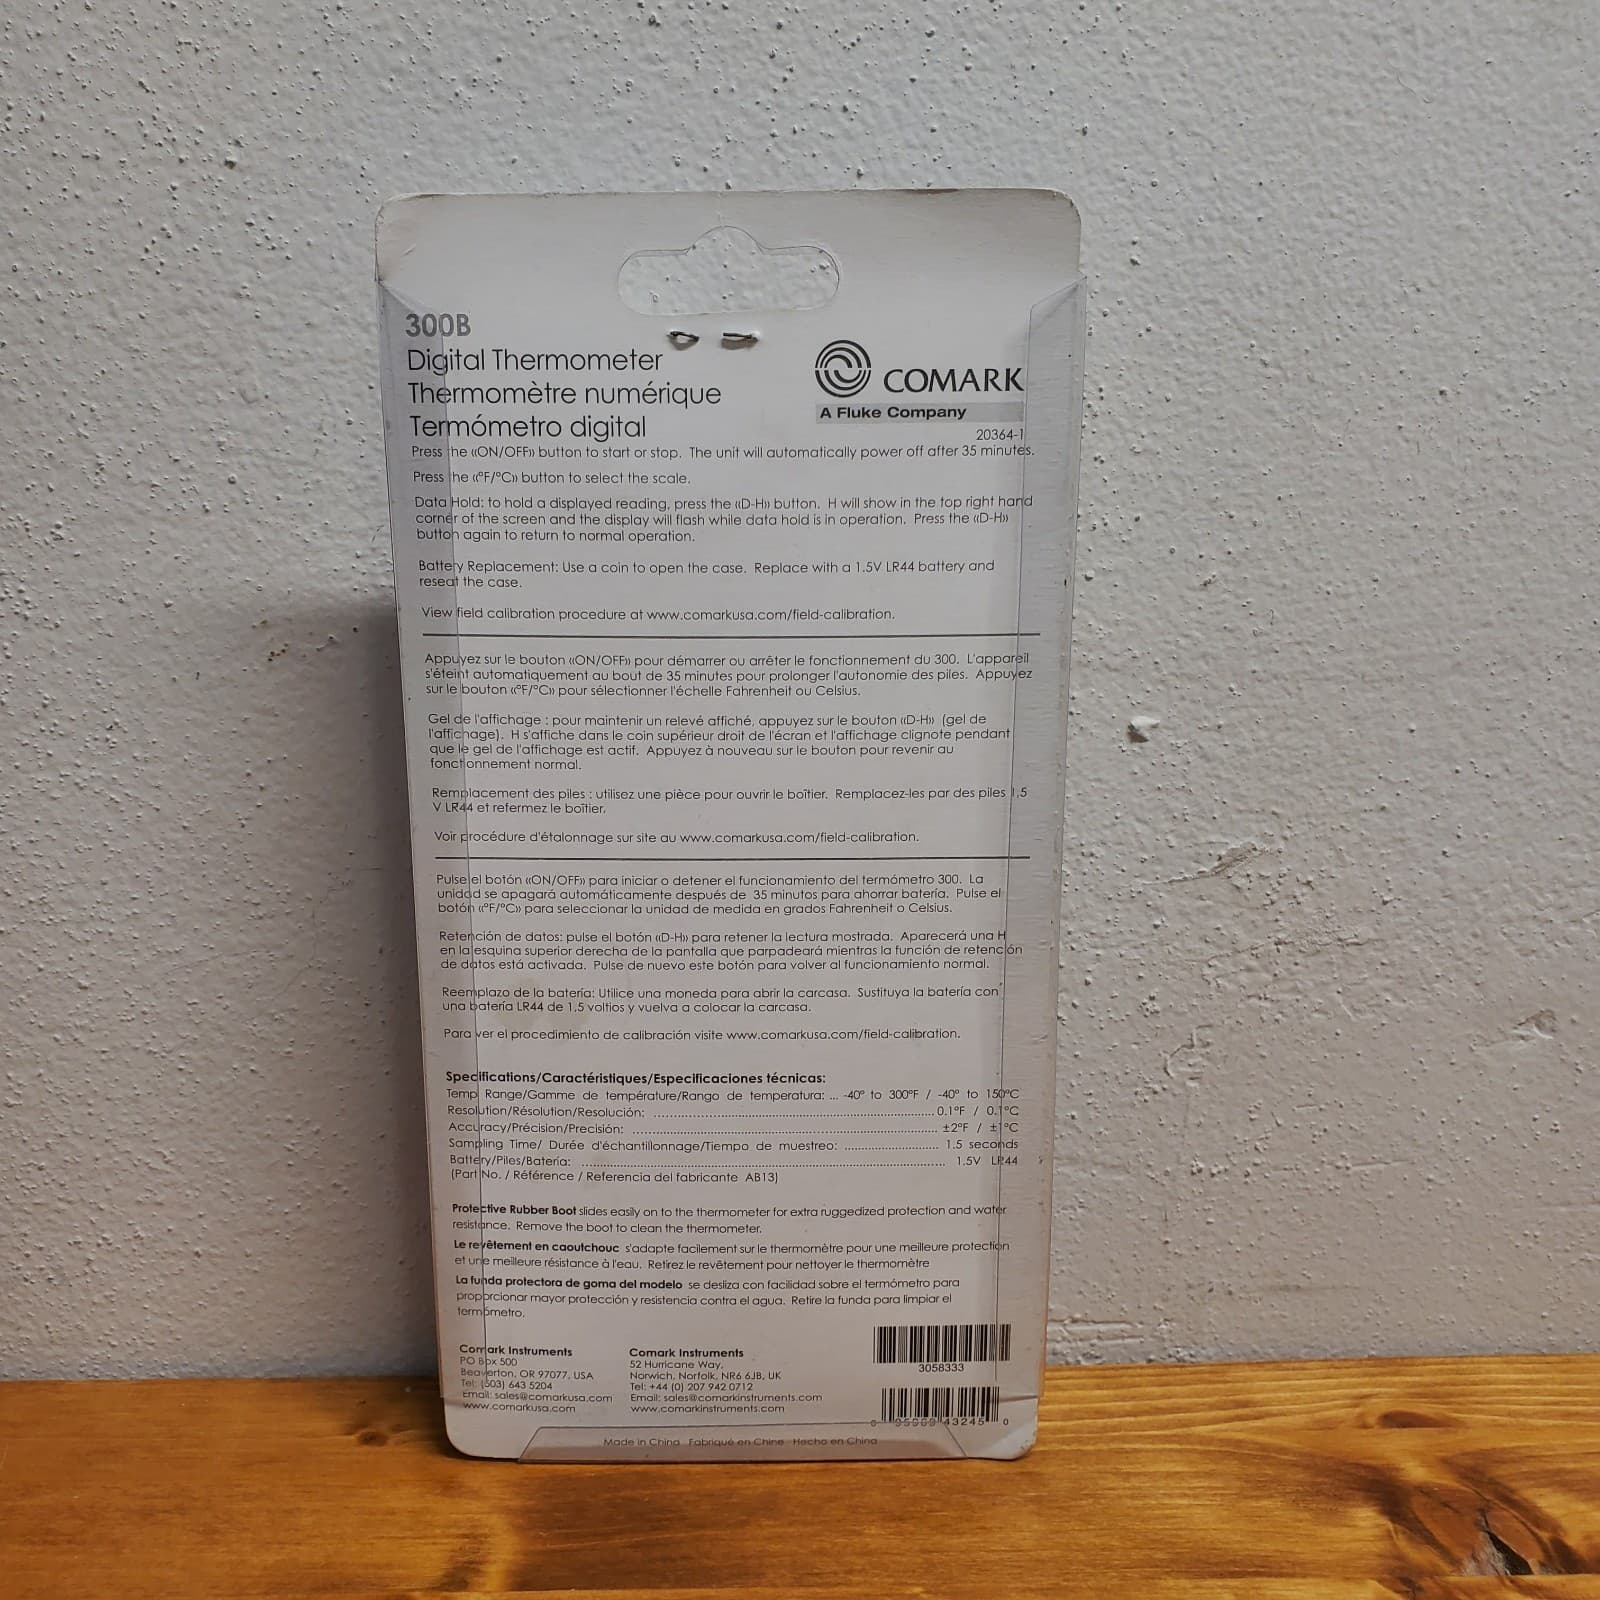 300B
Digital Thermometer
Thermomètre numérique
Termómetro digital
COMARK
A Fluke Company
20364-1
Press the «ON/OFF» button to start or stop. The unit will automatically power off after 35 minutes.
Press the «°F/°C» button to select the scale.
Data Hold: to hold a displayed reading, press the «D-H» button. H will show in the top right hand
corner of the screen and the display will flash while data hold is in operation. Press the «D-H»
button again to return to normal operation.
Battery Replacement: Use a coin to open the case. Replace with a 1.5V LR44 battery and
reseat the case.
View field calibration procedure at www.comarkusa.com/field-calibration.
Appuyez sur le bouton «ON/OFF» pour démarrer ou arrêter le fonctionnement du 300. L'appareil
s'éteint automatiquement au bout de 35 minutes pour prolonger l'autonomie des piles. Appuyez
sur le bouton «°F/°C» pour sélectionner l'échelle Fahrenheit ou Celsius.
Gel de l'affichage : pour maintenir un relevé affiché, appuyez sur le bouton «D-H» (gel de
l'affichage). H s'affiche dans le coin supérieur droit de l'écran et l'affichage clignote pendant
que le gel de l'affichage est actif. Appuyez à nouveau sur le bouton pour revenir au
fonctionnement normal.
Remplacement des piles : utilisez une pièce pour ouvrir le boîtier. Remplacez-les par des piles 1,5
V LR44 et refermez le boîtier.
Voir procédure d'étalonnage sur site au www.comarkusa.com/field-calibration.
Pulse el botón «ON/OFF» para iniciar o detener el funcionamiento del termómetro 300. La
unidad se apagará automáticamente después de 35 minutos para ahorrar batería. Pulse el
botón «°F/°C» para seleccionar la unidad de medida en grados Fahrenheit o Celsius.
Retención de datos: pulse el botón «D-H» para retener la lectura mostrada. Aparecerá una H
en la esquina superior derecha de la pantalla que parpadeará mientras la función de retención
de datos está activada. Pulse de nuevo este botón para volver al funcionamiento normal.
Reemplazo de la batería: Utilice una moneda para abrir la carcasa. Sustituya la batería con
una batería LR44 de 1,5 voltios y vuelva a colocar la carcasa.
Para ver el procedimiento de calibración visite www.comarkusa.com/field-calibration.
Specifications/Caractéristiques/Especificaciones técnicas:
Temp Range/Gamme de température/Rango de temperatura: ... -40° to 300°F / -40° to 150°C
Resolution/Résolution/Resolución: ... 0.1°F / 0.1°C
Accuracy/Précision/Precisión: ... ±2°F / ±1°C
Sampling Time/ Durée d'échantillonnage/Tiempo de muestreo: ... 1.5 seconds
Battery/Piles/Batería: ... 1.5V LR44
(Part No. / Référence / Referencia del fabricante AB13)
Protective Rubber Boot slides easily on to the thermometer for extra ruggedized protection and water
resistance. Remove the boot to clean the thermometer.
Le revêtement en caoutchouc s'adapte facilement sur le thermomètre pour une meilleure protection
et une meilleure résistance à l'eau. Retirez le revêtement pour nettoyer le thermomètre
La funda protectora de goma del modelo se desliza con facilidad sobre el termómetro para
proporcionar mayor protección y resistencia contra el agua. Retire la funda para limpiar el
termómetro.
Comark Instruments
PO Box 500
Beaverton, OR 97077, USA
Tel: (503) 643 5204
Email: sales@comarkusa.com
www.comarkusa.com
Comark Instruments
52 Hurricane Way,
Norwich, Norfolk, NR6 6JB, UK
Tel: +44 (0) 207 942 0712
Email: sales@comarkinstruments.com
www.comarkinstruments.com
3058333
43245 0
Made in China Fabriqué en Chine Hecho en China